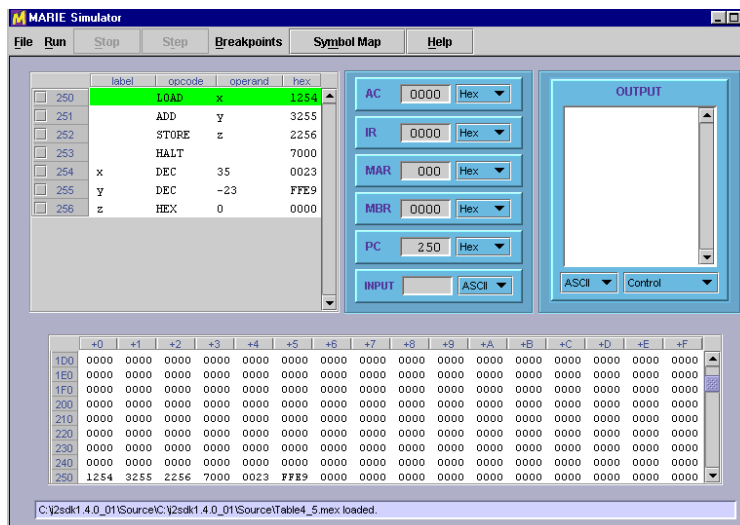 MARIE Simulator
File Run Stop Step Breakpoints Symbol Map Help
label opcode operand hex
250 LOAD x 1254
251 ADD y 3255
252 STORE z 2256
253 HALT 7000
254 x DEC 35 0023
255 y DEC -23 FFE9
256 z HEX 0 0000
AC 0000 Hex
IR 0000 Hex
MAR 000 Hex
MBR 0000 Hex
PC 250 Hex
INPUT ASCII
OUTPUT
ASCII Control
+0 +1 +2 +3 +4 +5 +6 +7 +8 +9 +A +B +C +D +E +F
1D0 0000 0000 0000 0000 0000 0000 0000 0000 0000 0000 0000 0000 0000 0000 0000 0000
1E0 0000 0000 0000 0000 0000 0000 0000 0000 0000 0000 0000 0000 0000 0000 0000 0000
1F0 0000 0000 0000 0000 0000 0000 0000 0000 0000 0000 0000 0000 0000 0000 0000 0000
200 0000 0000 0000 0000 0000 0000 0000 0000 0000 0000 0000 0000 0000 0000 0000 0000
210 0000 0000 0000 0000 0000 0000 0000 0000 0000 0000 0000 0000 0000 0000 0000 0000
220 0000 0000 0000 0000 0000 0000 0000 0000 0000 0000 0000 0000 0000 0000 0000 0000
230 0000 0000 0000 0000 0000 0000 0000 0000 0000 0000 0000 0000 0000 0000 0000 0000
240 0000 0000 0000 0000 0000 0000 0000 0000 0000 0000 0000 0000 0000 0000 0000 0000
250 1254 3255 2256 7000 0023 FFE9 0000 0000 0000 0000 0000 0000 0000 0000 0000 0000
C:\j2sdk1.4.0_01\Source\C:\j2sdk1.4.0_01\Source\Table4_5.mex loaded.